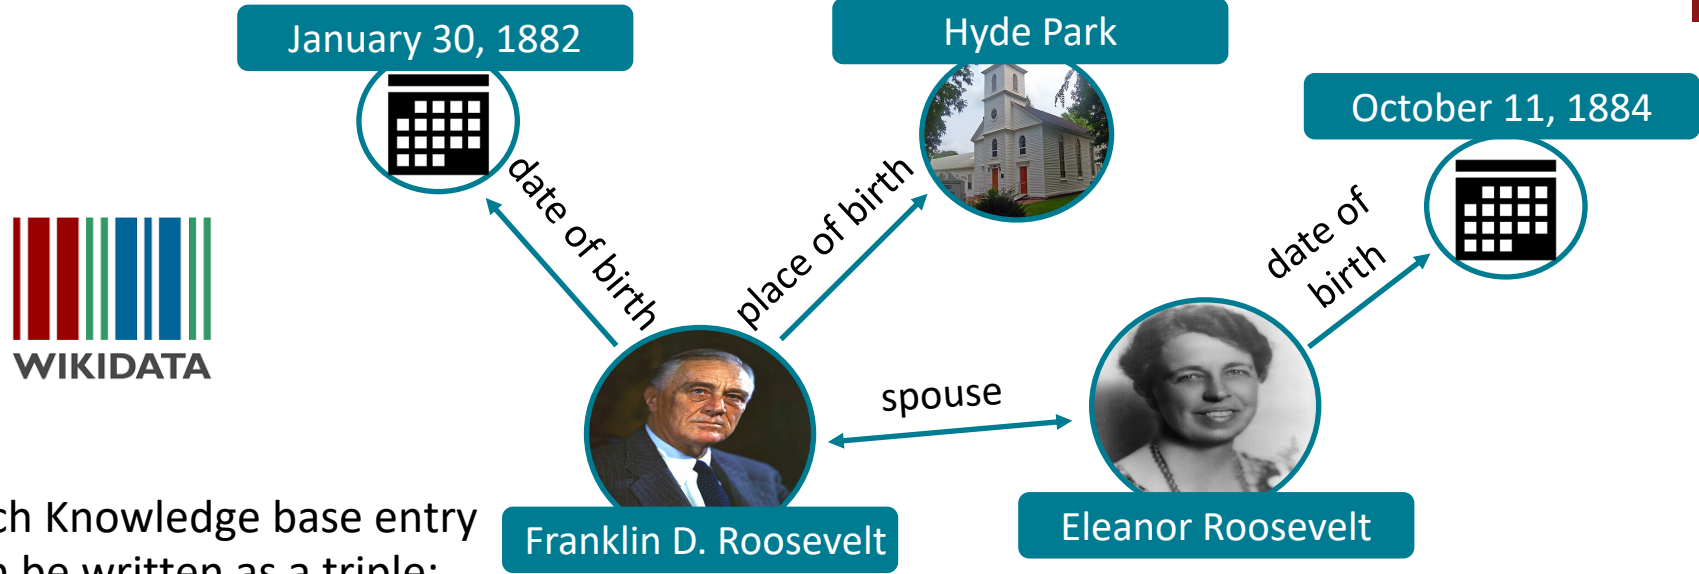 January 30, 1882
Hyde Park
October 11, 1884
date of birth
place of birth
date of
birth
WIKIDATA
spouse
ch Knowledge base entry
be written as a triple:
Franklin D. Roosevelt
Eleanor Roosevelt